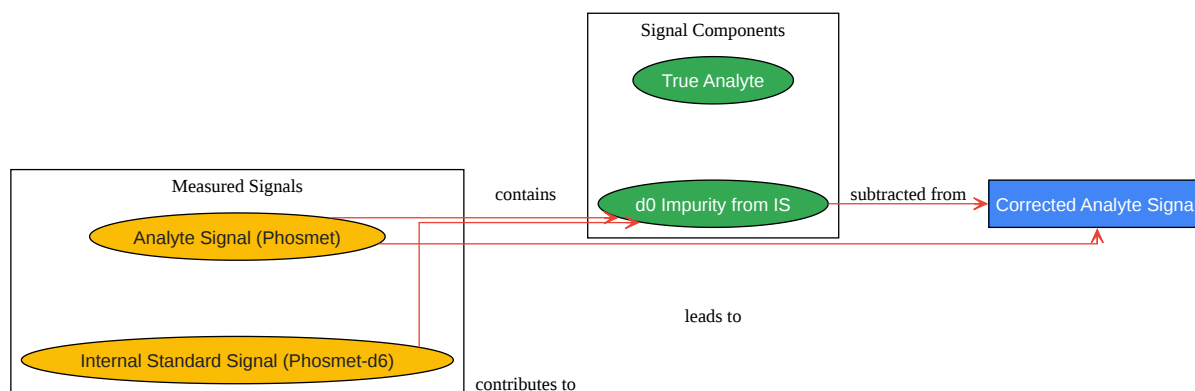 Signal Components
True Analyte
Measured Signals
contains
d0 Impurity from IS
subtracted from
Corrected Analyte Signal
Analyte Signal (Phosmet)
leads to
Internal Standard Signal (Phosmet-d6)
contributes to